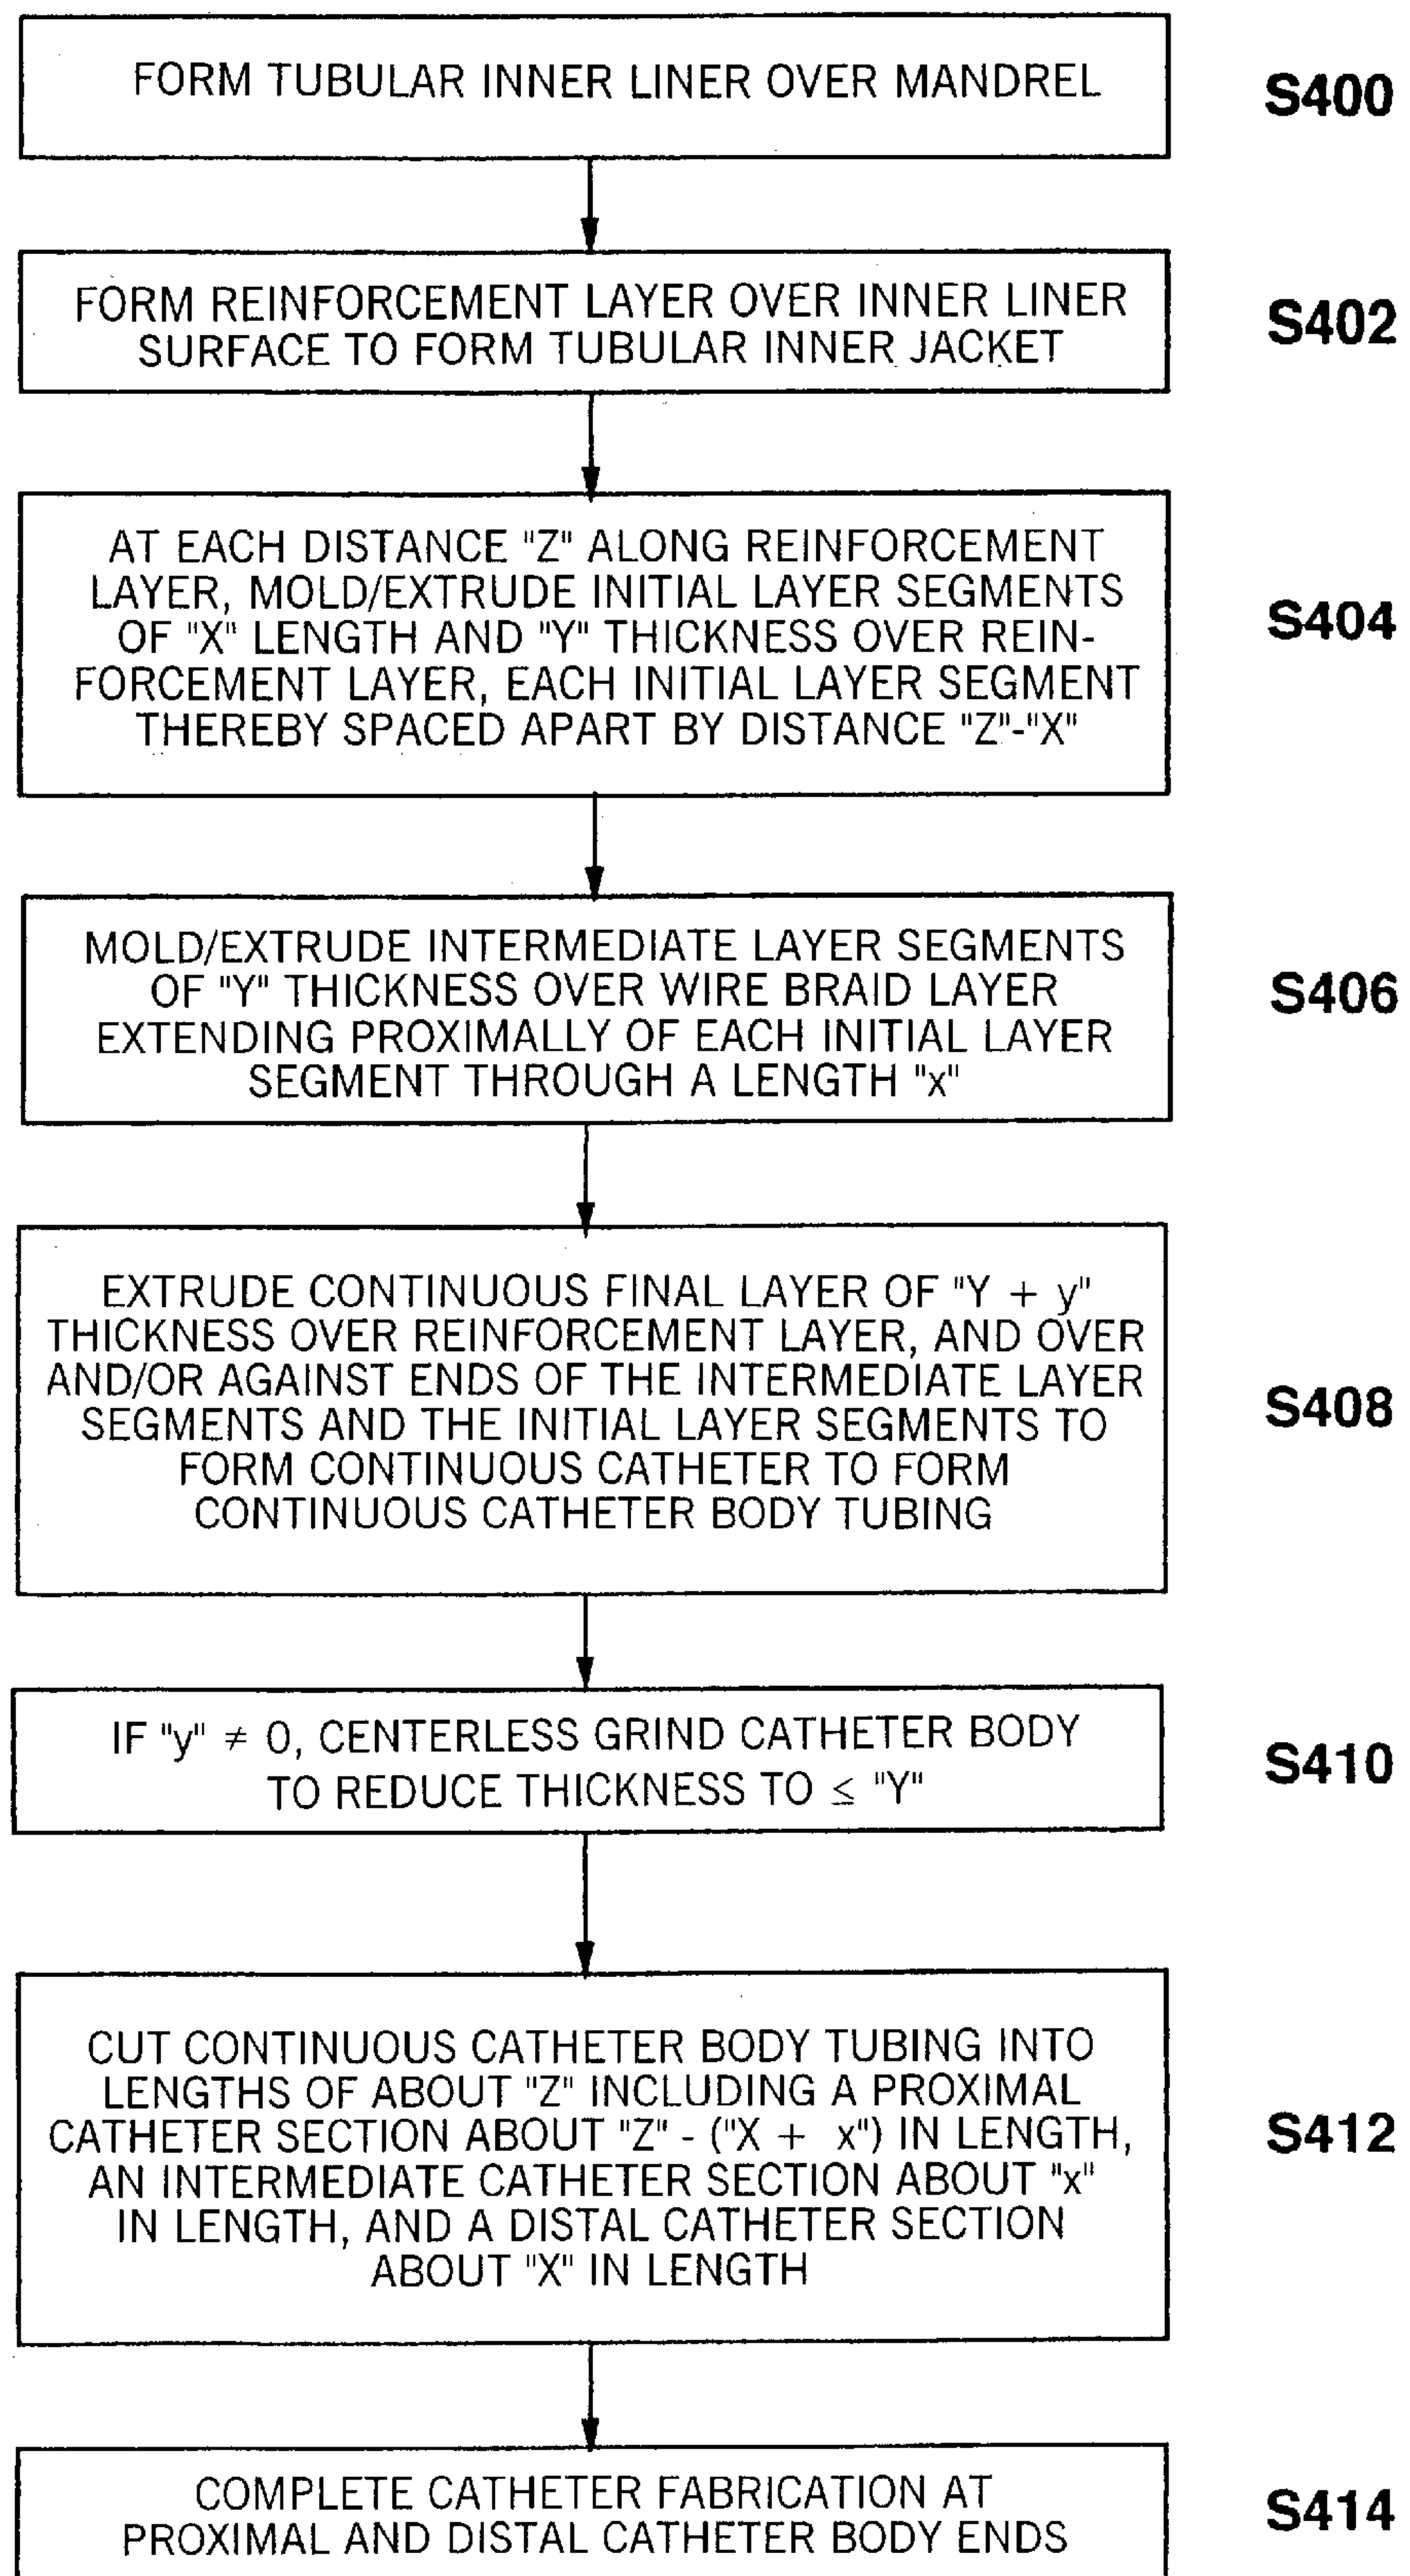 FORM TUBULAR INNER LINER OVER MANDREL
S400
FORM REINFORCEMENT LAYER OVER INNER LINER
SURFACE TO FORM TUBULAR INNER JACKET
S402
AT EACH DISTANCE "Z" ALONG REINFORCEMENT
LAYER, MOLD/EXTRUDE INITIAL LAYER SEGMENTS
OF "X" LENGTH AND "Y" THICKNESS OVER REIN-
FORCEMENT LAYER, EACH INITIAL LAYER SEGMENT
THEREBY SPACED APART BY DISTANCE "Z"-"X"
S404
MOLD/EXTRUDE INTERMEDIATE LAYER SEGMENTS
OF "Y" THICKNESS OVER WIRE BRAID LAYER
EXTENDING PROXIMALLY OF EACH INITIAL LAYER
SEGMENT THROUGH A LENGTH "x"
S406
EXTRUDE CONTINUOUS FINAL LAYER OF "Y + y"
THICKNESS OVER REINFORCEMENT LAYER, AND OVER
AND/OR AGAINST ENDS OF THE INTERMEDIATE LAYER
SEGMENTS AND THE INITIAL LAYER SEGMENTS TO
FORM CONTINUOUS CATHETER TO FORM
CONTINUOUS CATHETER BODY TUBING
S408
IF "y" ≠ 0, CENTERLESS GRIND CATHETER BODY
TO REDUCE THICKNESS TO ≤ "Y"
S410
CUT CONTINUOUS CATHETER BODY TUBING INTO
LENGTHS OF ABOUT "Z" INCLUDING A PROXIMAL
CATHETER SECTION ABOUT "Z" - ("X + x") IN LENGTH,
AN INTERMEDIATE CATHETER SECTION ABOUT "x"
IN LENGTH, AND A DISTAL CATHETER SECTION
ABOUT "X" IN LENGTH
S412
COMPLETE CATHETER FABRICATION AT
PROXIMAL AND DISTAL CATHETER BODY ENDS
S414